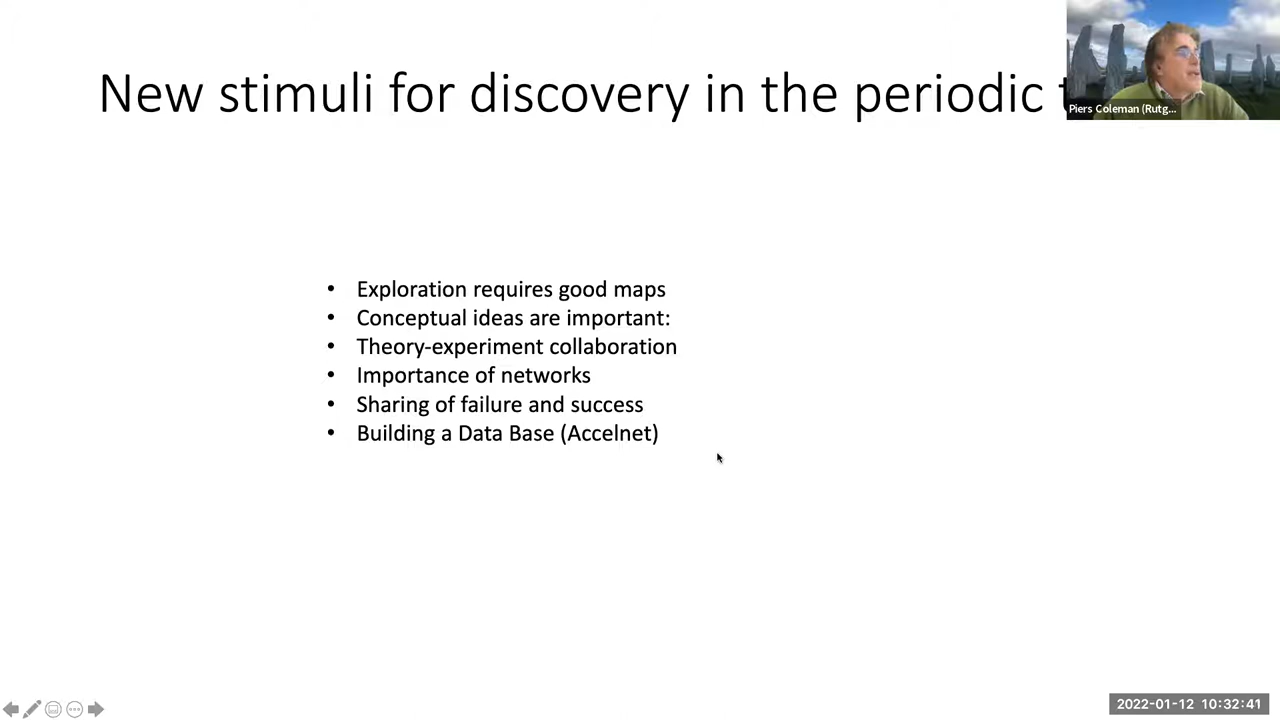 New stimuli for discovery in the periodic t
Piers Coleman (Rutg...
• Exploration requires good maps
• Conceptual ideas are important:
• Theory-experiment collaboration
• Importance of networks
• Sharing of failure and success
• Building a Data Base (Accelnet)
2022-01-12 10:32:41